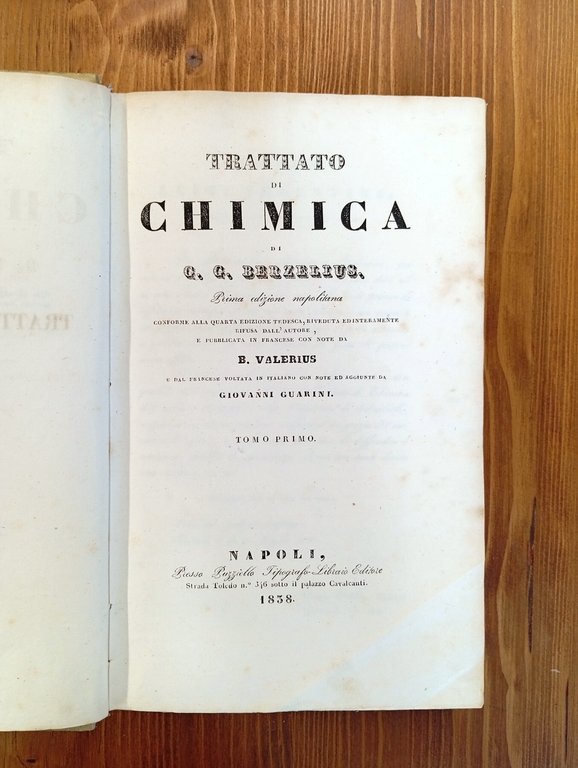 TRATTATO
DI
CHIMICA
DI
G. G. BERZELIUS.
Prima edizione napolitana
CONFORME ALLA QUARTA EDIZIONE TEDESCA, RIVEDUTA ED INTERAMENTE
RIFUSA DALL'AUTORE,
E PUBBLICATA IN FRANCESE CON NOTE DA
B. VALERIUS
E DAL FRANCESE VOLTATA IN ITALIANO CON NOTE ED AGGIUNTE DA
GIOVANNI GUARINI.
TOMO PRIMO.
NAPOLI,
Presso Puzziello Tipografo-Libraio Editore
Strada Toledo n.° 346 sotto il palazzo Cavalcanti.
1838.